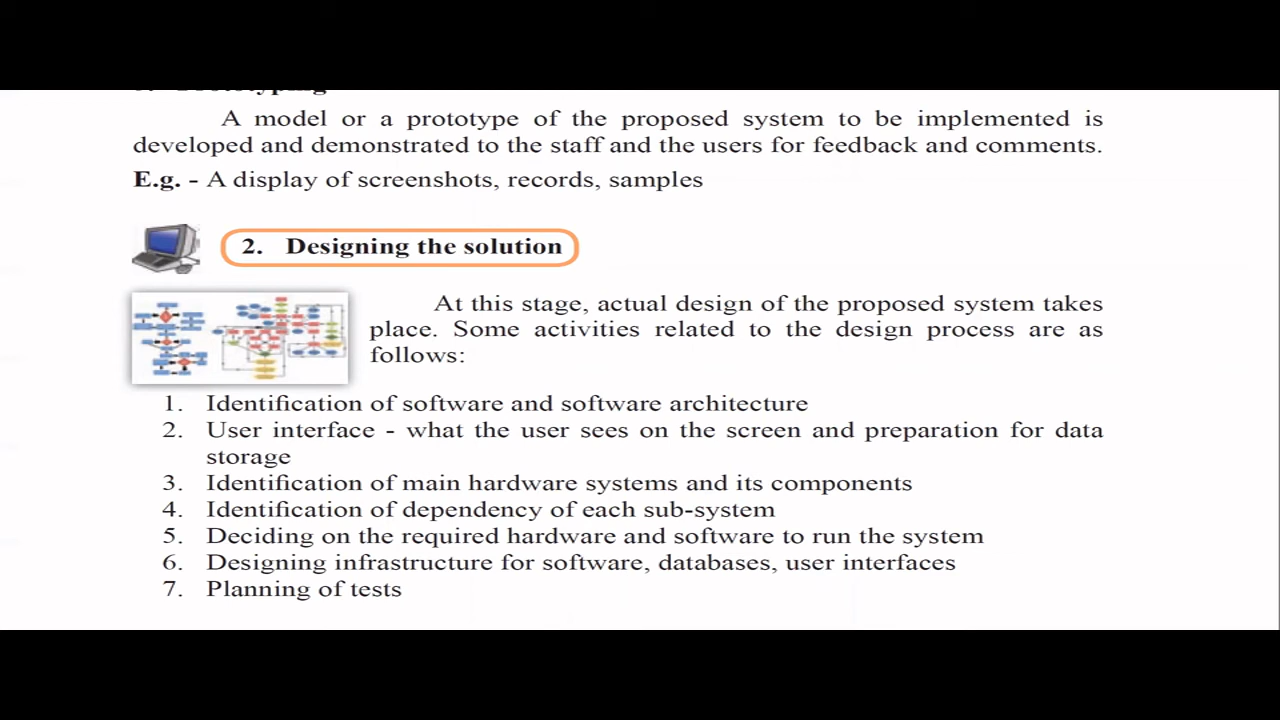 A model or a prototype of the proposed system to be implemented is
developed and demonstrated to the staff and the users for feedback and comments.
E.g. - A display of screenshots, records, samples
2. Designing the solution
At this stage, actual design of the proposed system takes
place. Some activities related to the design process are as
follows:
1. Identification of software and software architecture
2. User interface - what the user sees on the screen and preparation for data
storage
3. Identification of main hardware systems and its components
4. Identification of dependency of each sub-system
5. Deciding on the required hardware and software to run the system
6. Designing infrastructure for software, databases, user interfaces
7. Planning of tests